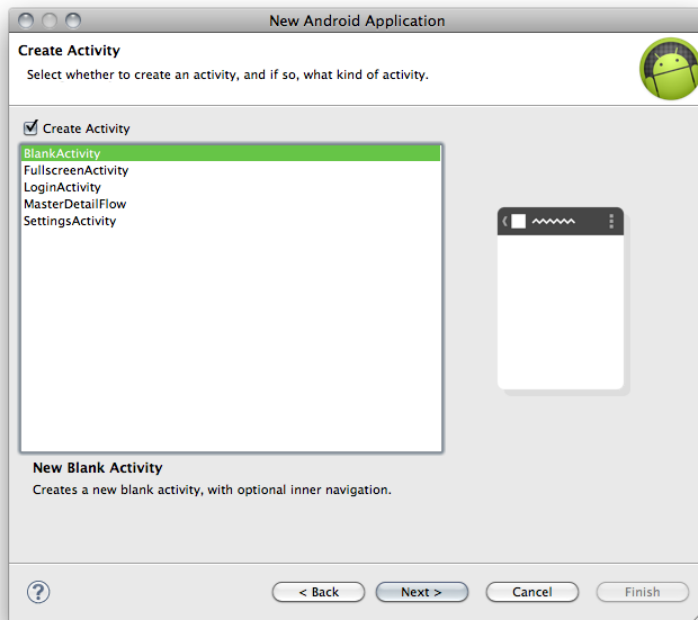 New Android Application
Create Activity
Select whether to create an activity, and if so, what kind of activity.
Create Activity
BlankActivity
FullscreenActivity
LoginActivity
MasterDetailFlow
SettingsActivity
New Blank Activity
Creates a new blank activity, with optional inner navigation.
?
< Back
Next >
Cancel
Finish